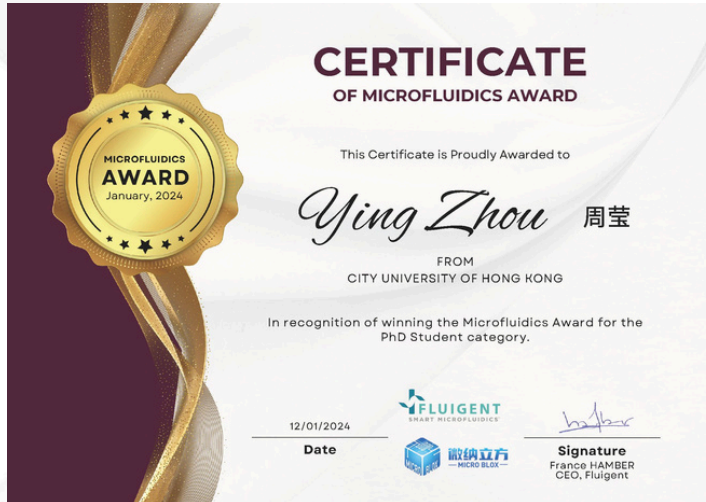 CERTIFICATE
OF MICROFLUIDICS AWARD
MICROFLUIDICS
AWARD
January, 2024
This Certificate is Proudly Awarded to
Ying Zhou 周莹
FROM
CITY UNIVERSITY OF HONG KONG
In recognition of winning the Microfluidics Award for the
PhD Student category.
FLUIGENT
SMART MICROFLUIDICS
12/01/2024
Date
微纳立方
MICRO BLOX
Signature
France HAMBER
CEO, Fluigent